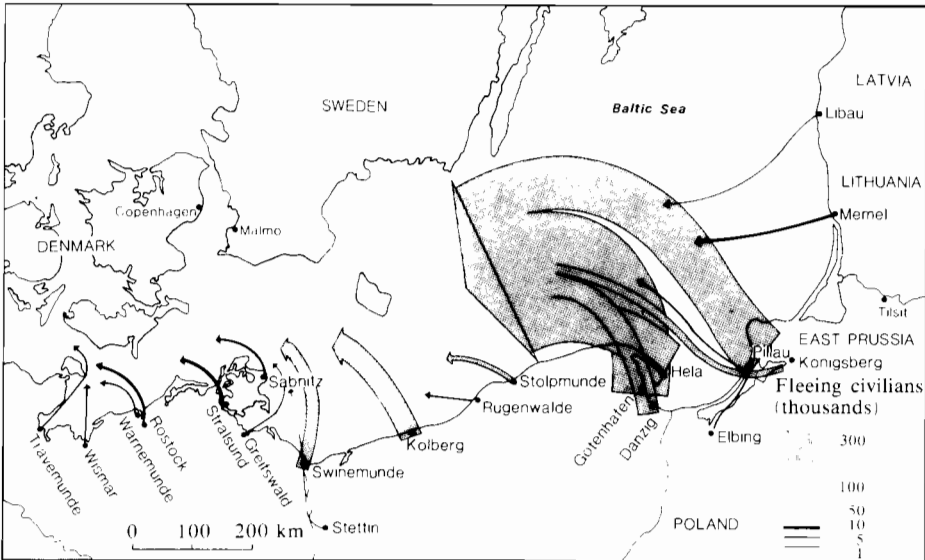 SWEDEN
Baltic Sea
LATVIA
Libau
LITHUANIA
Copenhagen
Malmo
Memel
DENMARK
Tilsit
EAST PRUSSIA
Pillau
Konigsberg
Sabnitz
Stolpmunde
Hela
Rugenwalde
Fleeing civilians
(thousands)
Gotenhafen
Danzig
Elbing
300
Travemunde
Wismar
Warnemunde
Rostock
Stralsund
Greitswald
Swinemunde
Kolberg
100
50
10
5
1
Stettin
POLAND
0 100 200 km